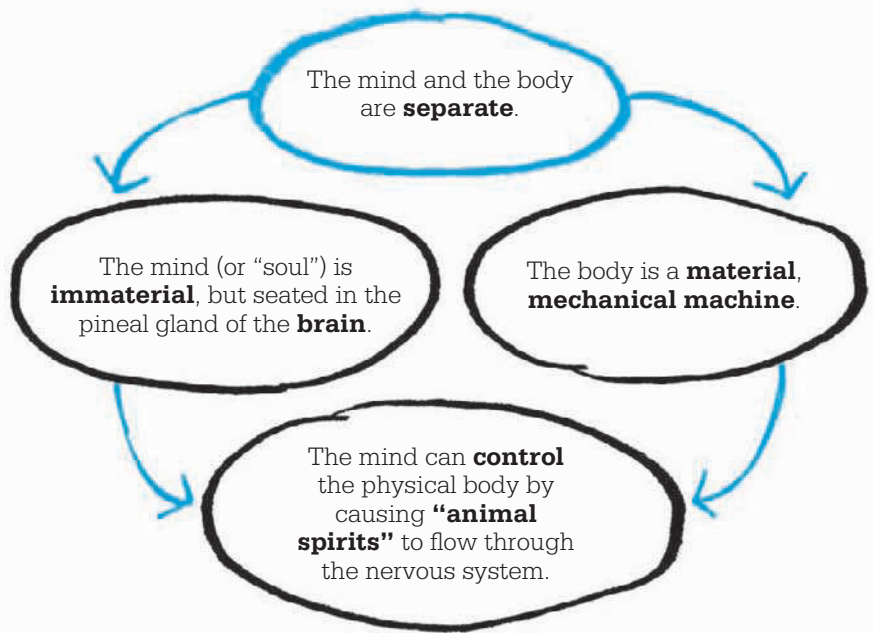 The mind and the body
are separate.
The mind (or “soul”) is
immaterial, but seated in the
pineal gland of the brain.
The body is a material,
mechanical machine.
The mind can control
the physical body by
causing “animal
spirits” to flow through
the nervous system.